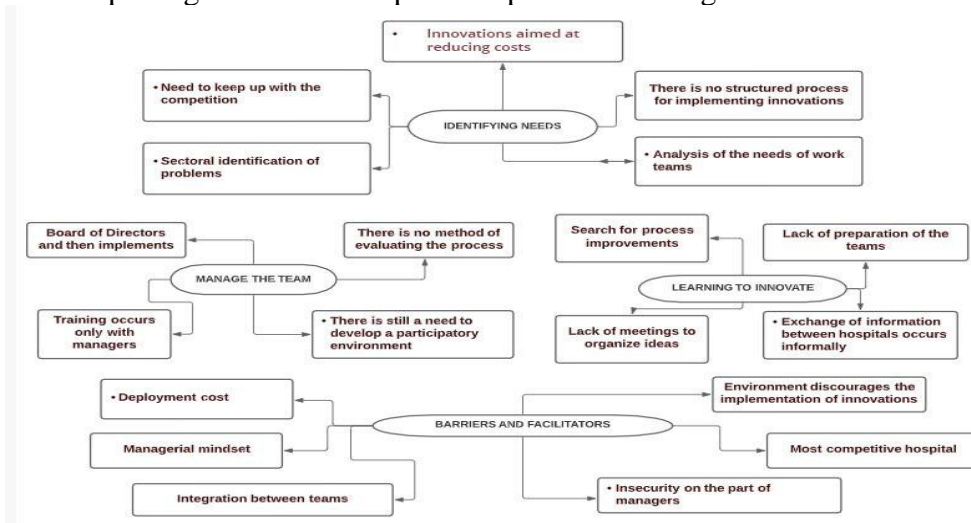 • Innovations aimed at
reducing costs
• Need to keep up with the
competition
There is no structured process
for implementing innovations
IDENTIFYING NEEDS
• Sectoral identification of
problems
• Analysis of the needs of work
teams
Board of Directors
and then implements
There is no method of
evaluating the process
MANAGE THE TEAM
Training occurs
only with
managers
• There is still a need to
develop a participatory
environment
Search for process
improvements
Lack of preparation of the
teams
LEARNING TO INNOVATE
Lack of meetings to
organize ideas
• Exchange of information
between hospitals occurs
informally
• Deployment cost
Environment discourages the
implementation of innovations
BARRIERS AND FACILITATORS
Managerial mindset
Most competitive hospital
Integration between teams
• Insecurity on the part of
managers